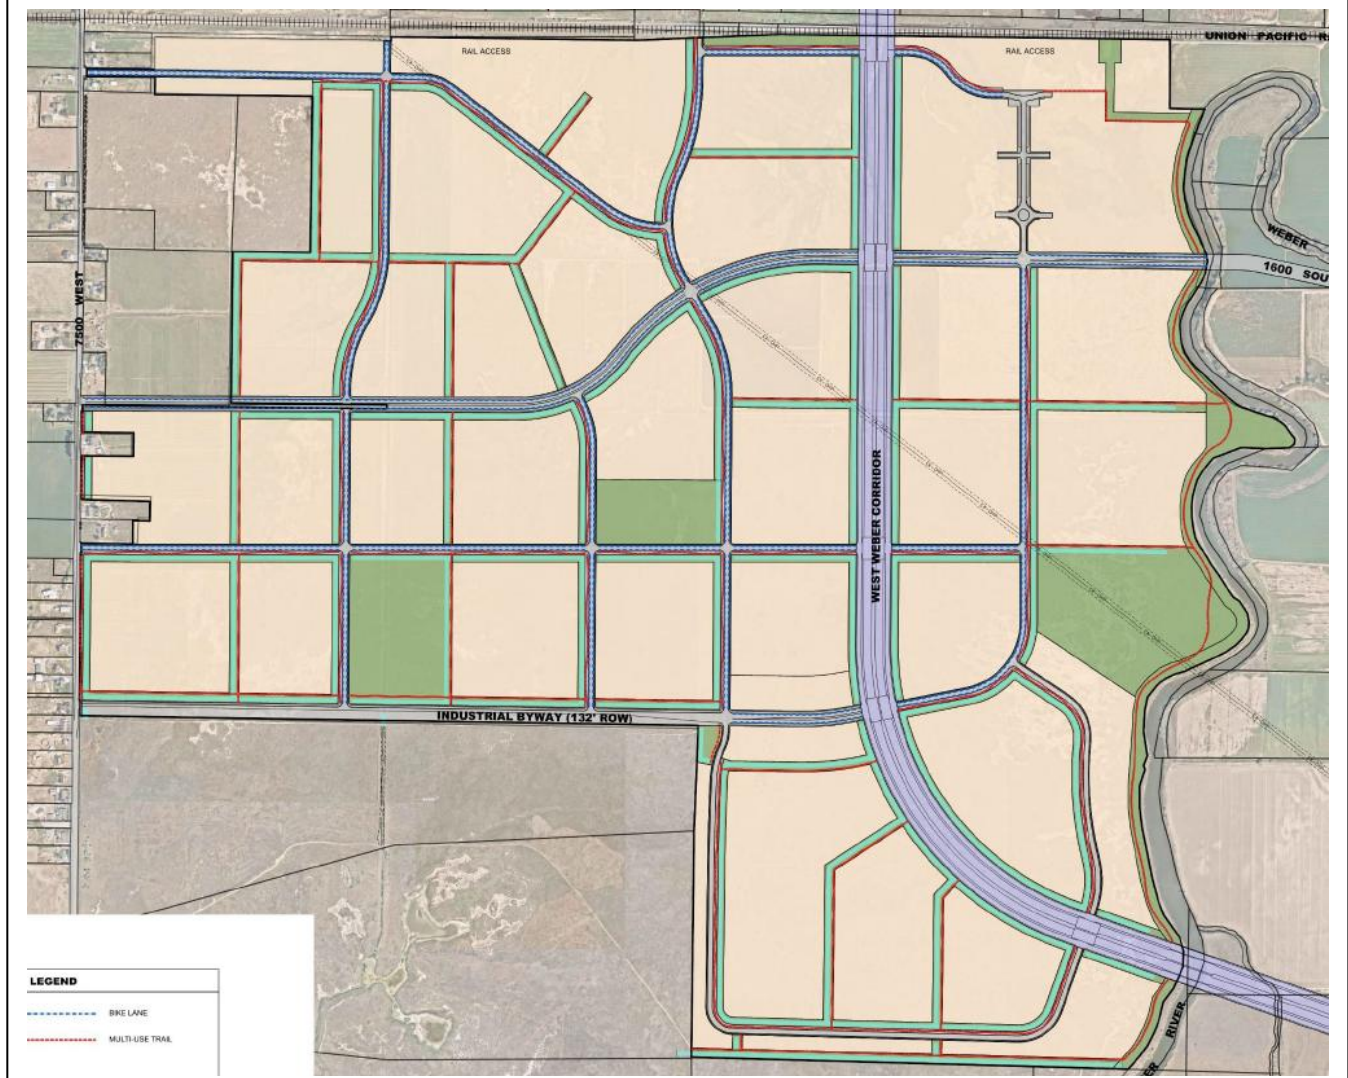 RAIL ACCESS
RAIL ACCESS
UNION PACIFIC R
WEBER
1600 SOU
7500 WEST
WEST WEBER CORRIDOR
INDUSTRIAL BYWAY (132' ROW)
LEGEND
BIKE LANE
MULTI-USE TRAIL
RIVER
ER